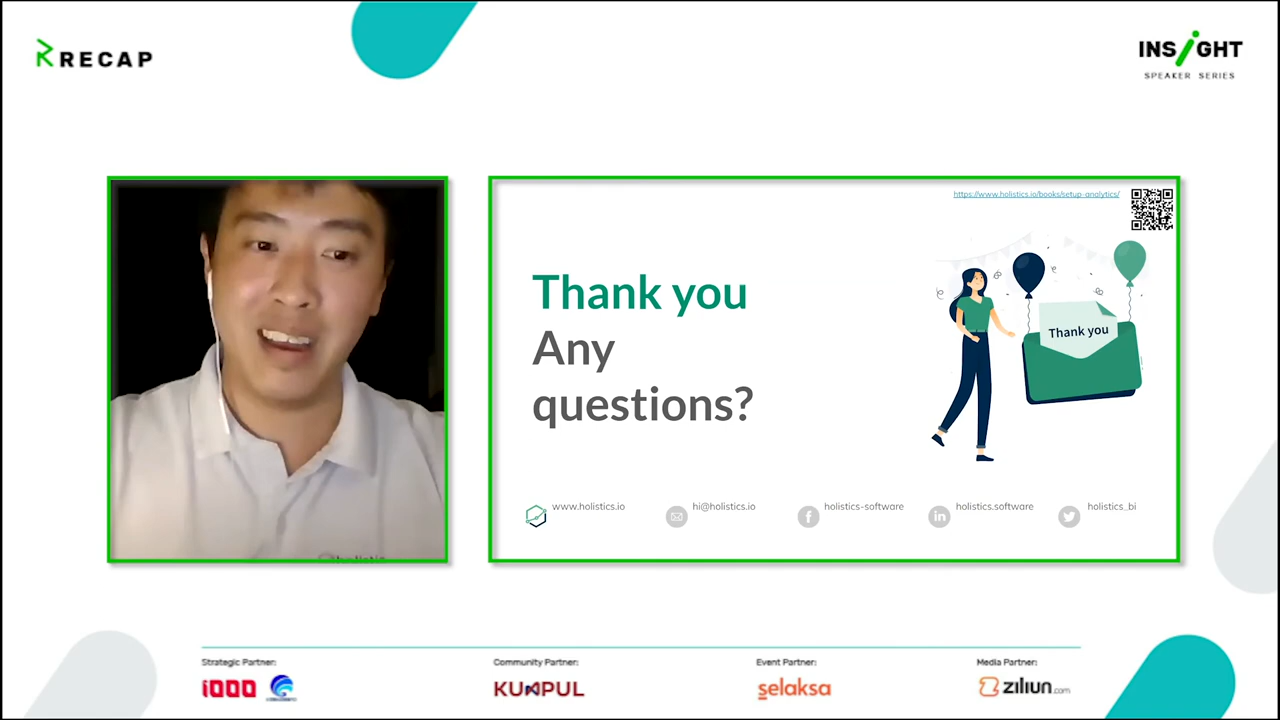 RECAP
INSIGHT
SPEAKER SERIES
https://www.holistics.io/books/setup-analytics/
Thank you
Any
questions?
Thank you
www.holistics.io
hi@holistics.io
holistics-software
holistics.software
holistics_bi
Strategic Partner:
Community Partner:
Event Partner:
Media Partner:
1000
KUMPUL
selaksa
ziliun.com